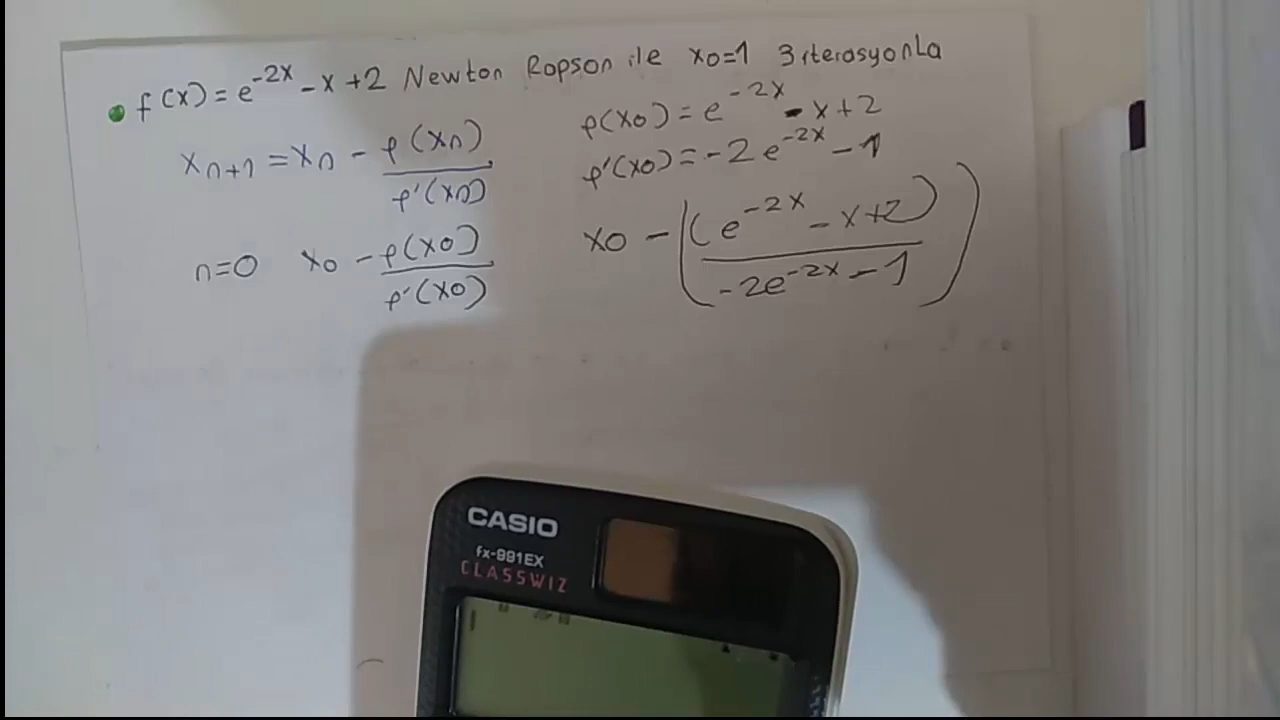 f(x)=e^-2x -x+2 Newton Rapson ile x0=1 3 iterasyonla
xn+1 = xn - f(xn) / f'(xn)
f(x0)=e^-2x - x+2
f'(x0)=-2e^-2x -1
n=0 x0 - f(x0) / f'(x0)
x0 - ((e^-2x -x+2) / -2e^-2x -1)
CASIO
fx-991EX
CLASSWIZ